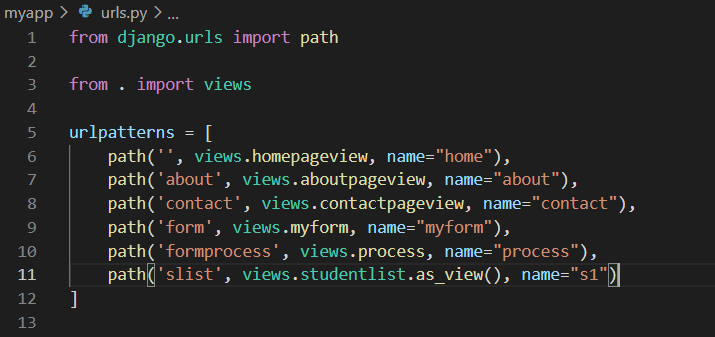 myapp > urls.py > ...
1 from django.urls import path
2
3 from . import views
4
5 urlpatterns = [
6     path('', views.homepageview, name="home"),
7     path('about', views.aboutpageview, name="about"),
8     path('contact', views.contactpageview, name="contact"),
9     path('form', views.myform, name="myform"),
10     path('formprocess', views.process, name="process"),
11     path('slist', views.studentlist.as_view(), name="s1")
12 ]
13